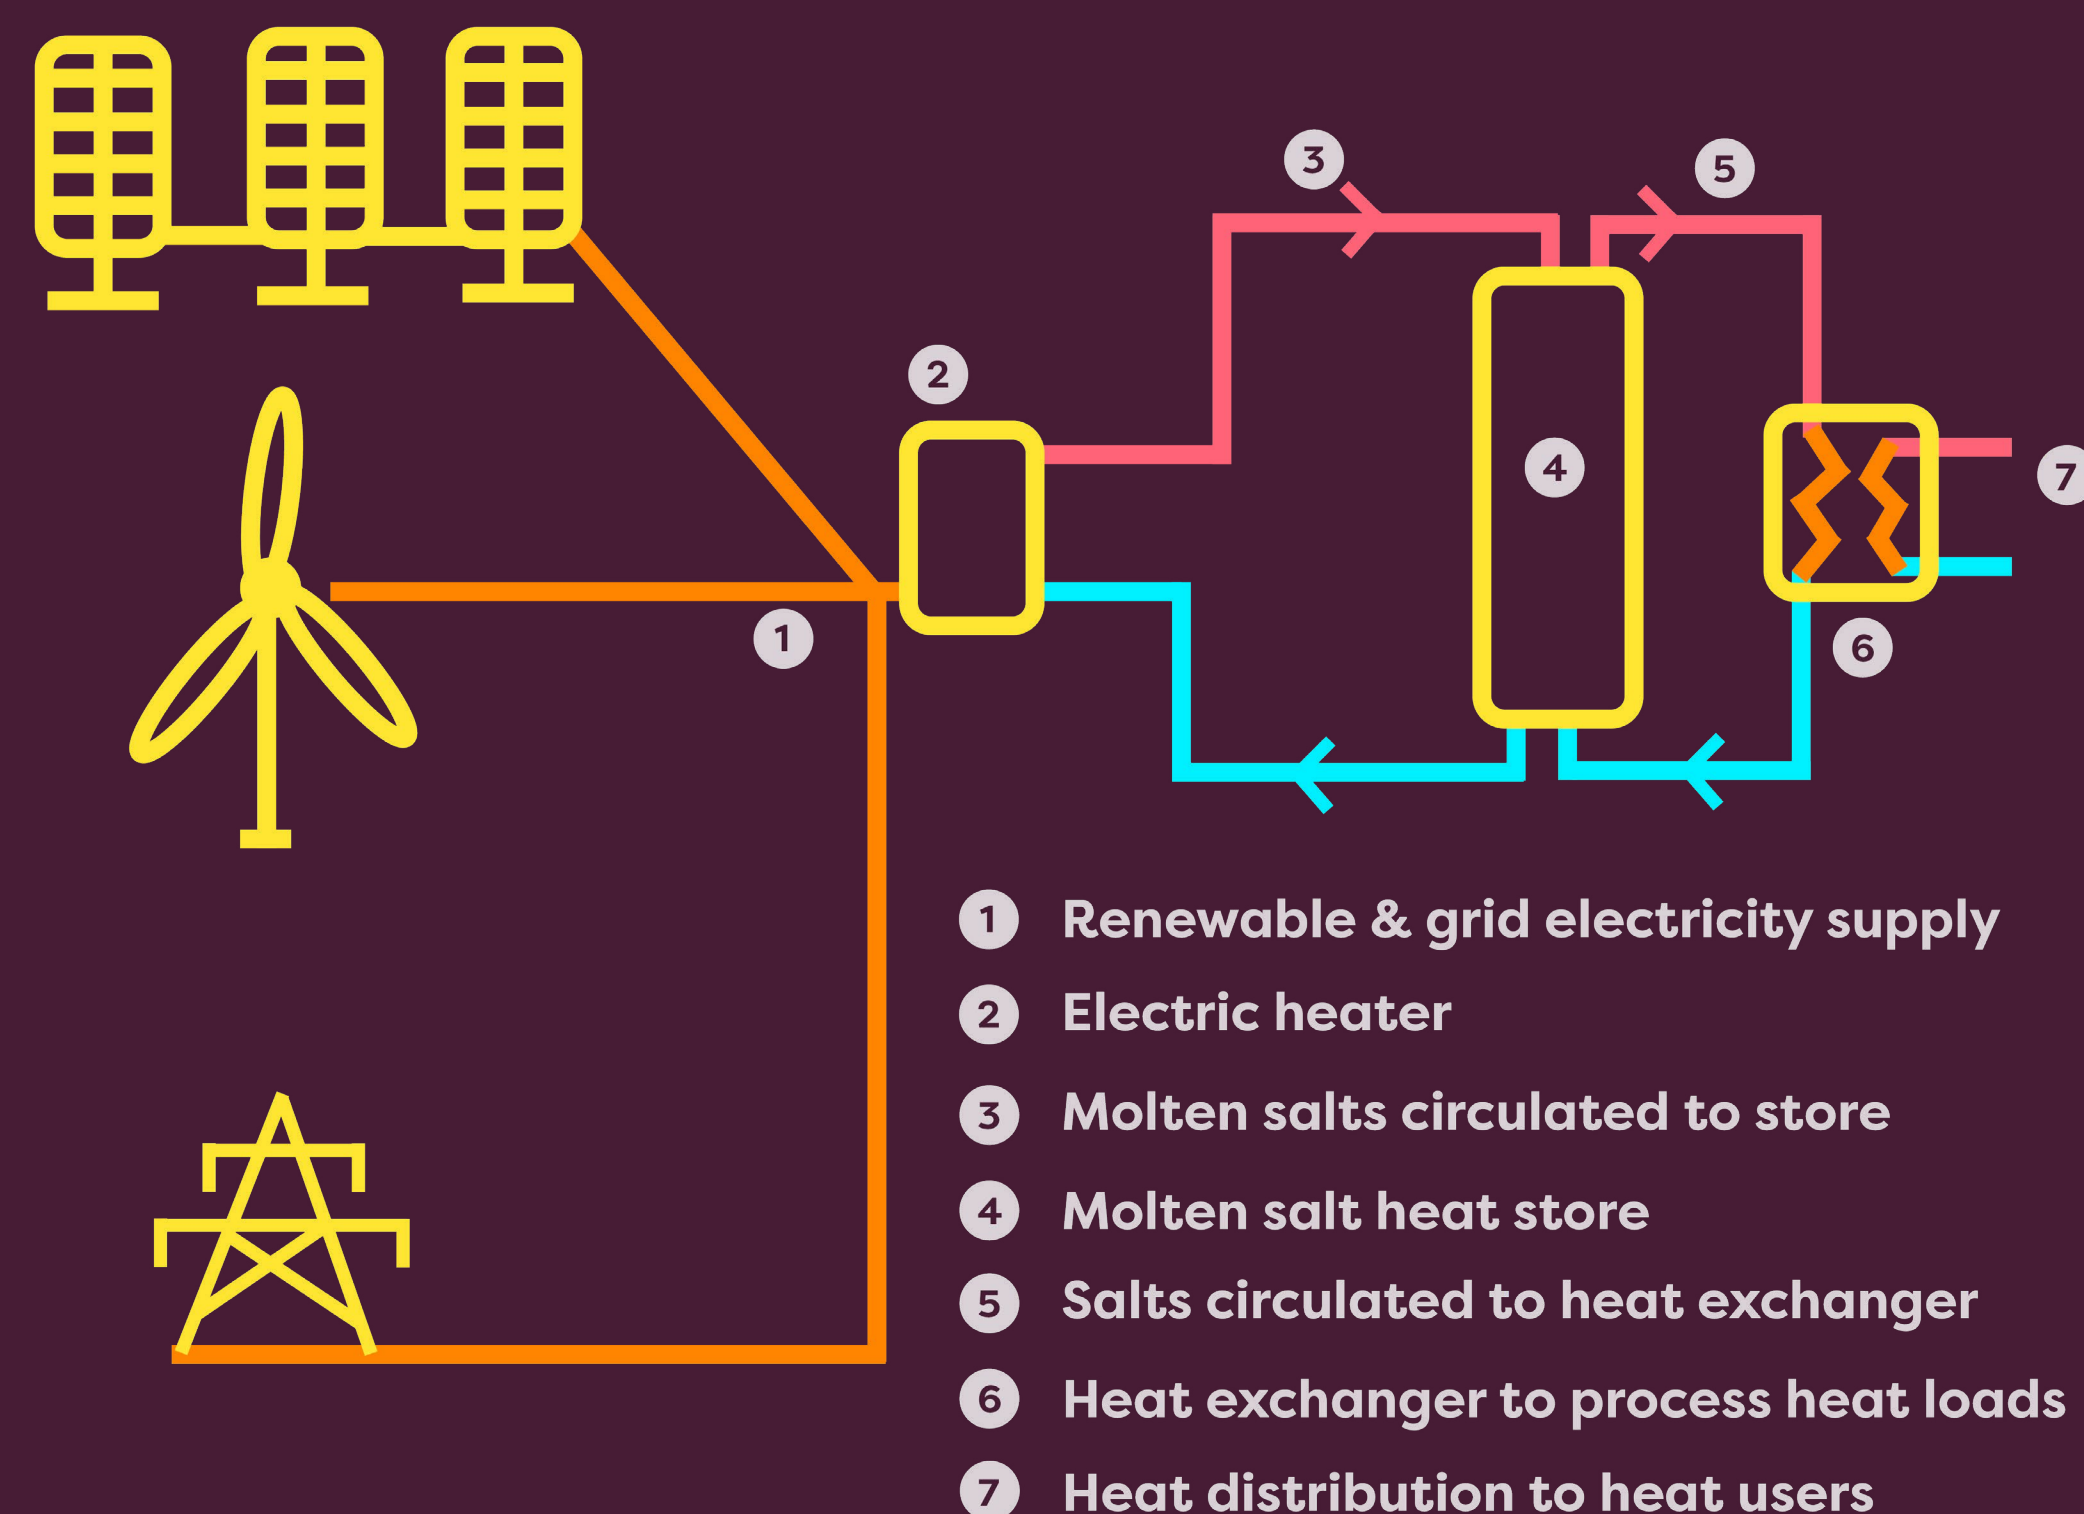 3
5
2
4
7
1
6
1 Renewable & grid electricity supply
2 Electric heater
3 Molten salts circulated to store
4 Molten salt heat store
5 Salts circulated to heat exchanger
6 Heat exchanger to process heat loads
7 Heat distribution to heat users